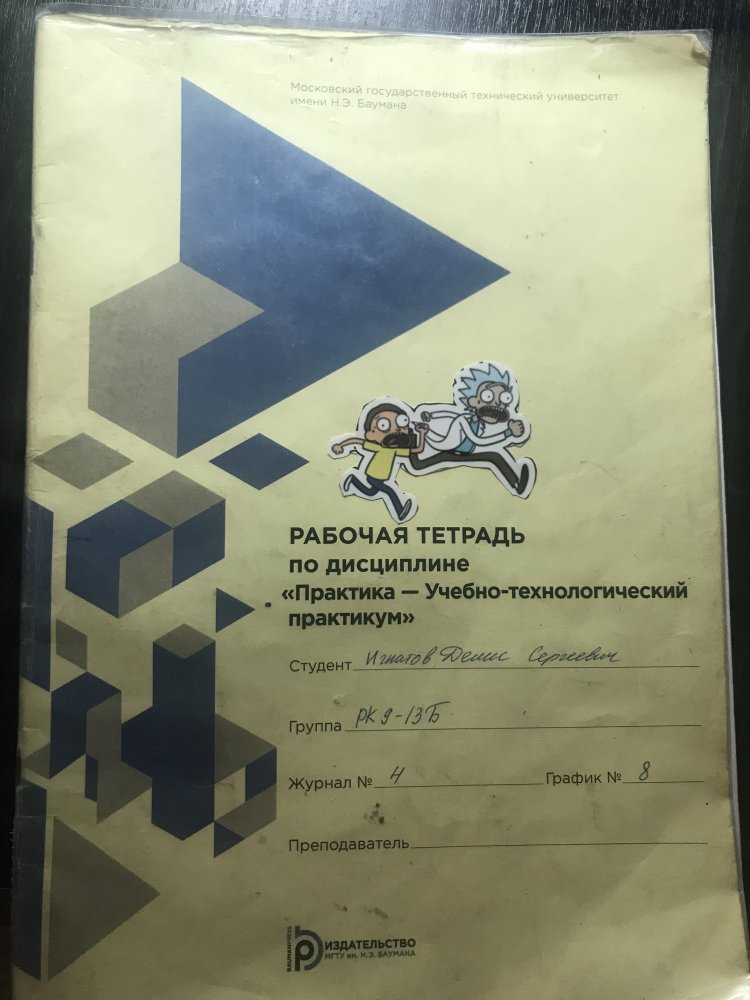 Московский государственный технический университет
имени Н.Э. Баумана
РАБОЧАЯ ТЕТРАДЬ
по дисциплине
«Практика — Учебно-технологический
практикум»
Студент Игнатов Денис Сергеевич
Группа РК9-13Б
Журнал № 4 График № 8
Преподаватель
BAUMANPRESS
ИЗДАТЕЛЬСТВО
МГТУ им. Н.Э. БАУМАНА